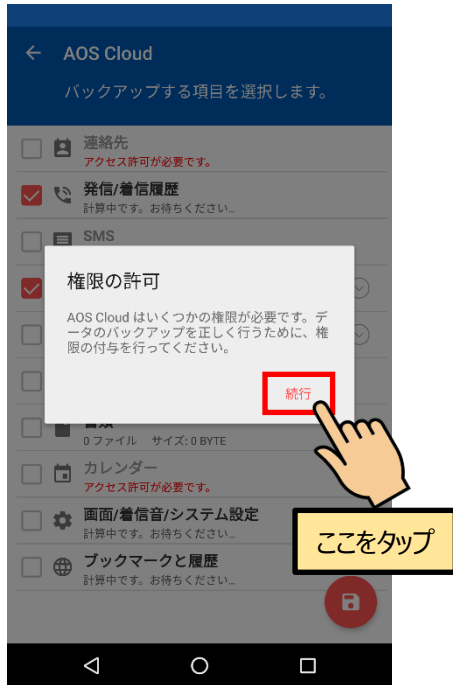 AOS Cloud
バックアップする項目を選択します。
連絡先
アクセス許可が必要です。
発信/着信履歴
計算中です。お待ちください...
SMS
権限の許可
AOS Cloud はいくつかの権限が必要です。デ
ータのバックアップを正しく行うために、権
限の付与を行ってください。
続行
書類
0 ファイル サイズ: 0 BYTE
カレンダー
アクセス許可が必要です。
画面/着信音/システム設定
計算中です。お待ちください...
ここをタップ
ブックマークと履歴
計算中です。お待ちください...